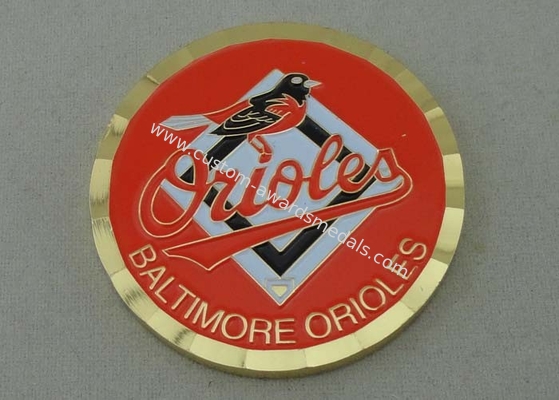 Orioles
BALTIMORE ORIOLES
www.custom-awardsmedals.com